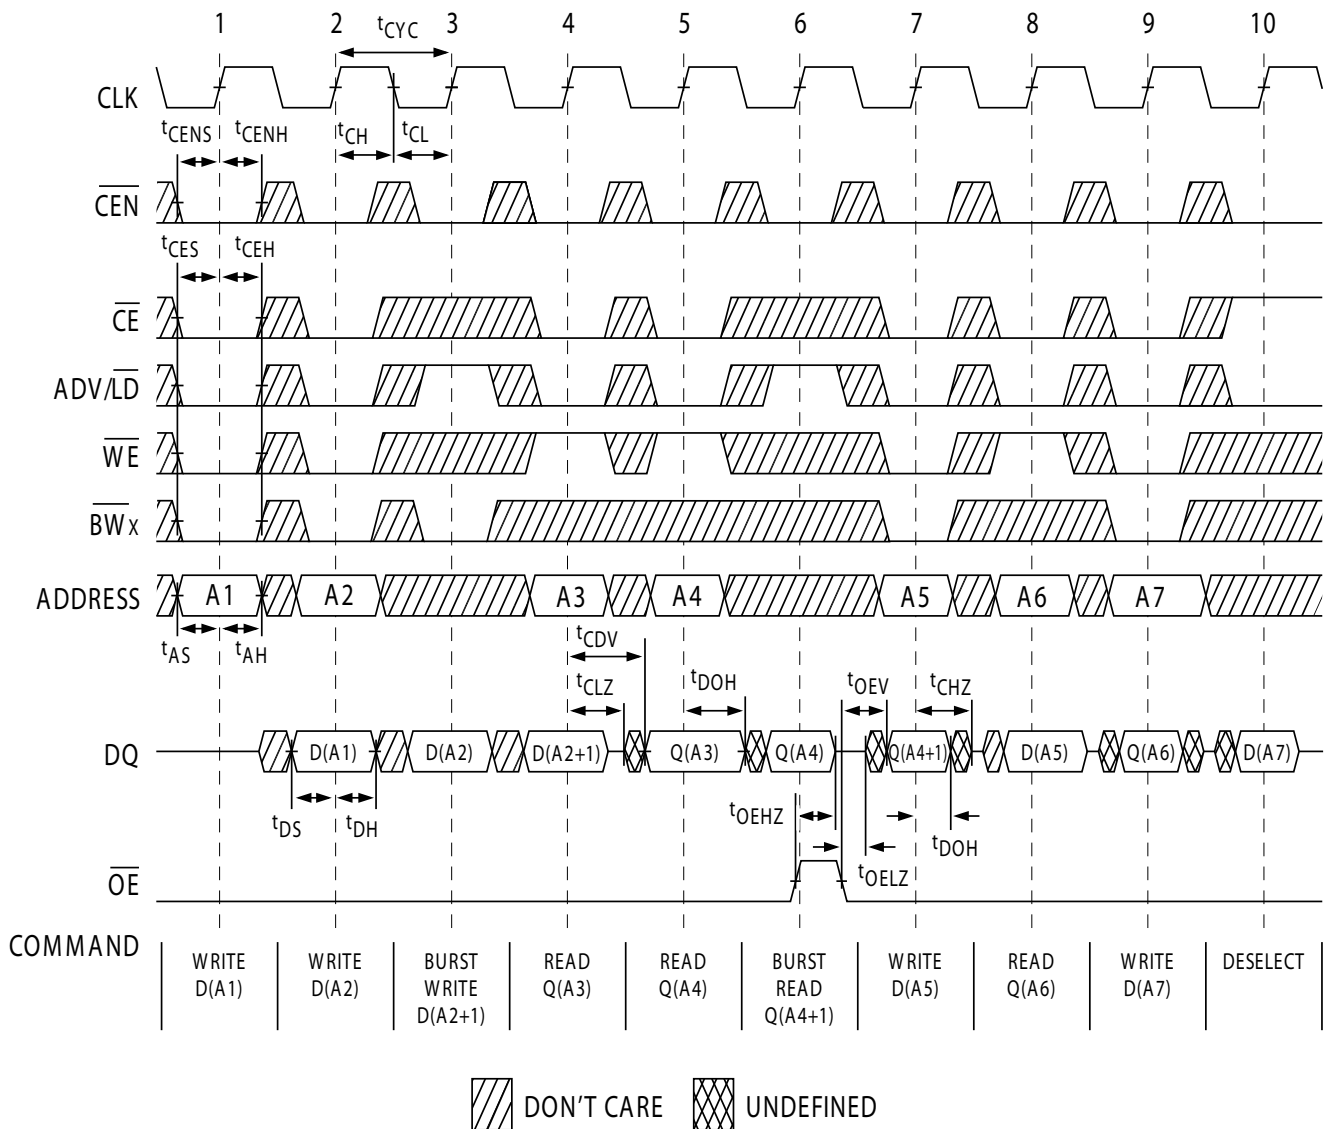 1 2 3 4 5 6 7 8 9 10
tCYC
CLK
tCENS tCENH tCH tCL
CEN
tCES tCEH
CE
ADV/LD
WE
BWx
ADDRESS A1 A2 A3 A4 A5 A6 A7
tAS tAH tCDV
tCLZ tDOH tOEV tCHZ
DQ D(A1) D(A2) D(A2+1) Q(A3) Q(A4) Q(A4+1) D(A5) Q(A6) D(A7)
tDS tDH tOEHZ tDOH
tOELZ
OE
COMMAND
WRITE D(A1)
WRITE D(A2)
BURST WRITE D(A2+1)
READ Q(A3)
READ Q(A4)
BURST READ Q(A4+1)
WRITE D(A5)
READ Q(A6)
WRITE D(A7)
DESELECT
DON'T CARE UNDEFINED